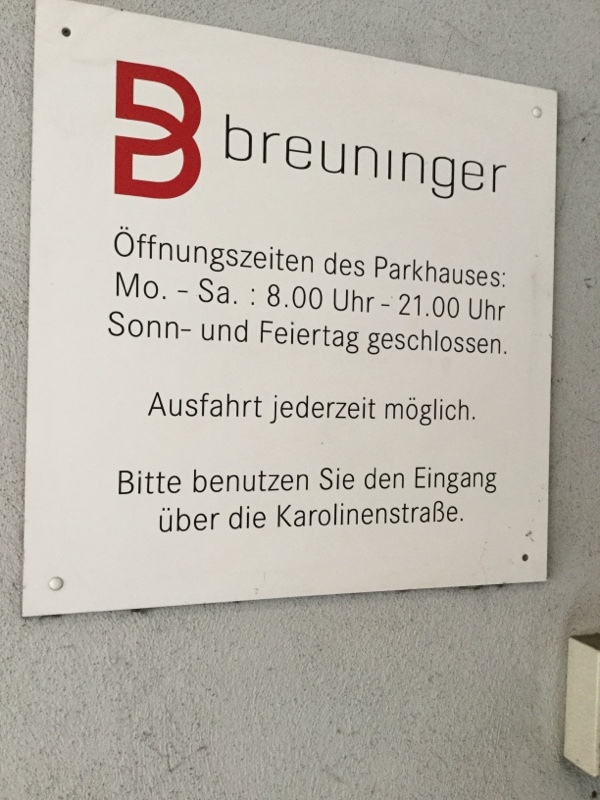 breuninger
Öffnungszeiten des Parkhauses:
Mo. - Sa. : 8.00 Uhr - 21.00 Uhr
Sonn- und Feiertag geschlossen.
Ausfahrt jederzeit möglich.
Bitte benutzen Sie den Eingang
über die Karolinenstraße.